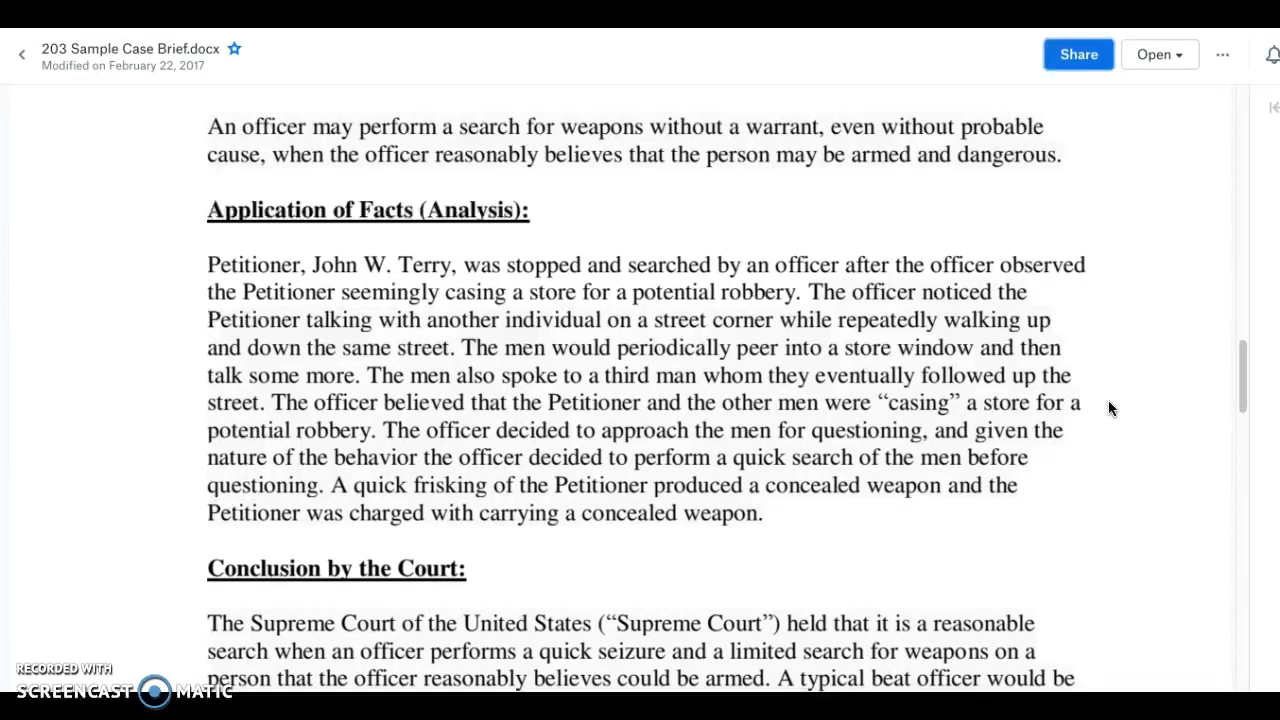 203 Sample Case Brief.docx
Modified on February 22, 2017
Share
Open
An officer may perform a search for weapons without a warrant, even without probable
cause, when the officer reasonably believes that the person may be armed and dangerous.
Application of Facts (Analysis):
Petitioner, John W. Terry, was stopped and searched by an officer after the officer observed
the Petitioner seemingly casing a store for a potential robbery. The officer noticed the
Petitioner talking with another individual on a street corner while repeatedly walking up
and down the same street. The men would periodically peer into a store window and then
talk some more. The men also spoke to a third man whom they eventually followed up the
street. The officer believed that the Petitioner and the other men were “casing” a store for a
potential robbery. The officer decided to approach the men for questioning, and given the
nature of the behavior the officer decided to perform a quick search of the men before
questioning. A quick frisking of the Petitioner produced a concealed weapon and the
Petitioner was charged with carrying a concealed weapon.
Conclusion by the Court:
The Supreme Court of the United States (“Supreme Court”) held that it is a reasonable
search when an officer performs a quick seizure and a limited search for weapons on a
person that the officer reasonably believes could be armed. A typical beat officer would be
RECORDED WITH
SCREENCAST MATIC